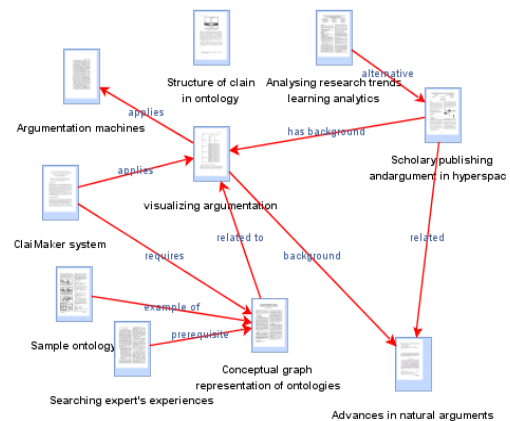 alternative
Structure of clain
in ontology
Analysing research trends
learning analytics
applies
has background
Argumentation machines
Scholary publishing
andargument in hyperspac
applies
visualizing argumentation
ClaiMaker system
related to
background
related
requires
example of
prerequisite
Sample ontology
Conceptual graph
representation of ontologies
Searching expert's experiences
Advances in natural arguments